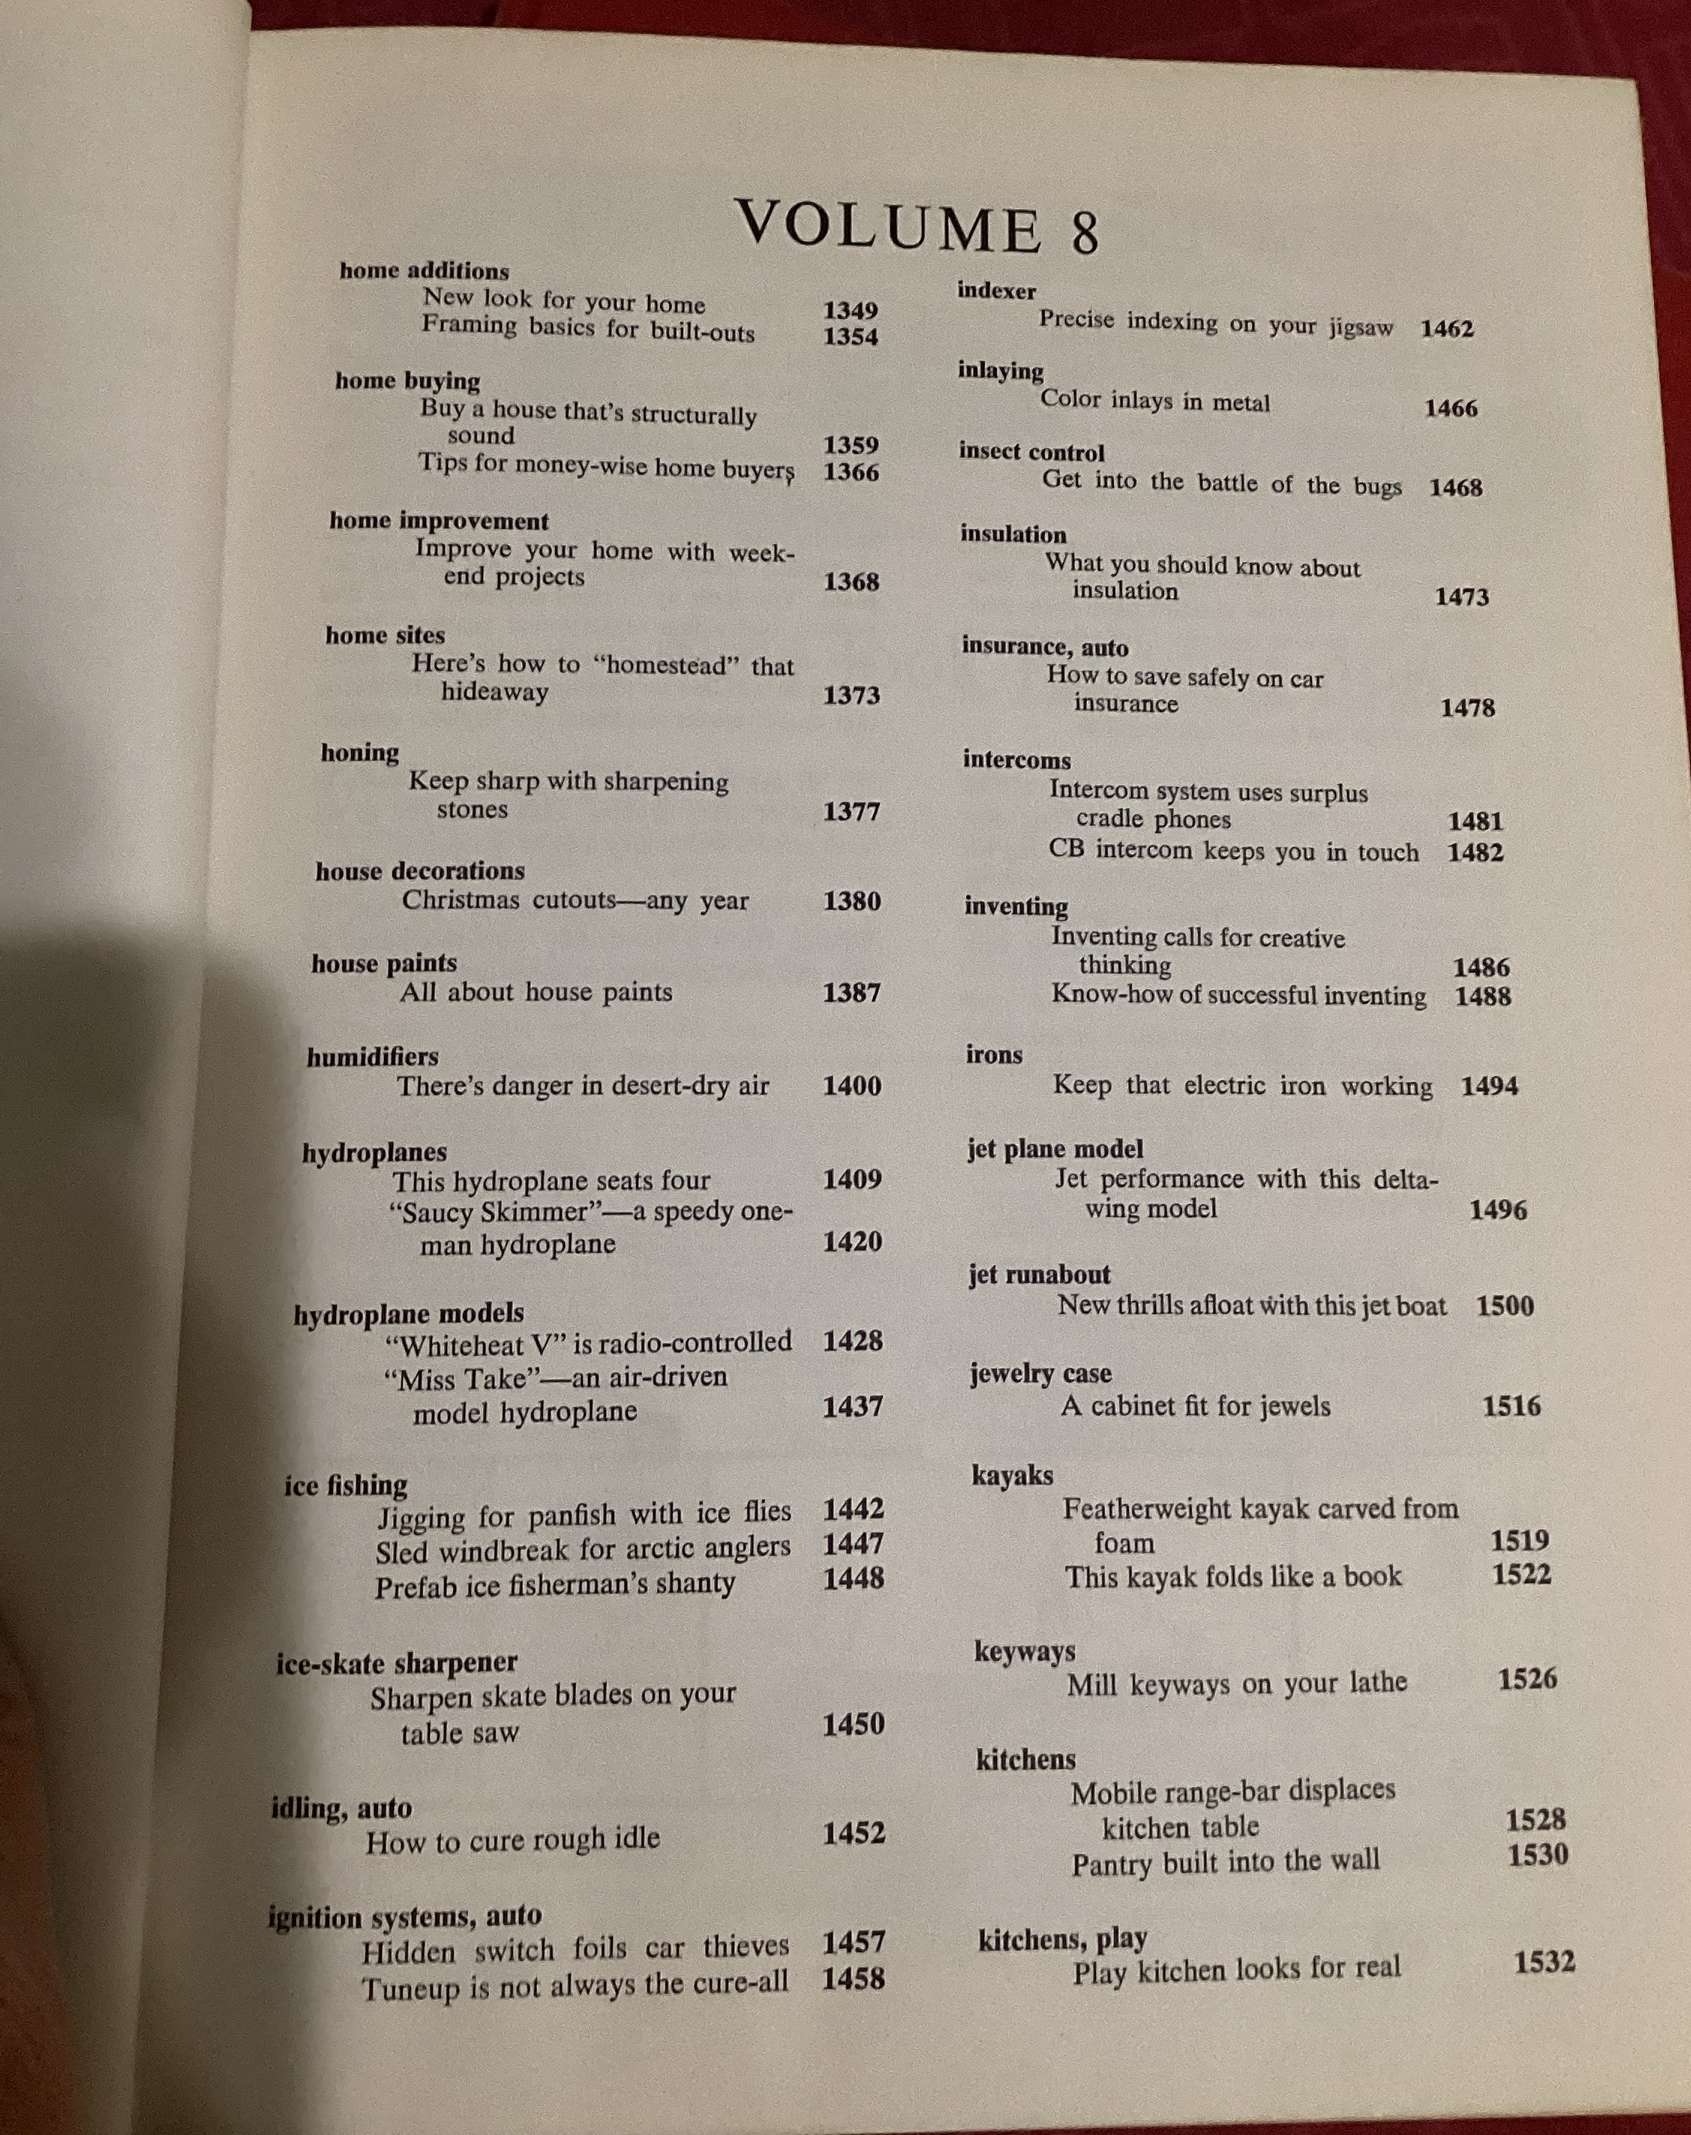 VOLUME 8
home additions
New look for your home 1349
Framing basics for built-outs 1354
home buying
Buy a house that's structurally
sound 1359
Tips for money-wise home buyers 1366
home improvement
Improve your home with week-
end projects 1368
home sites
Here's how to “homestead” that
hideaway 1373
honing
Keep sharp with sharpening
stones 1377
house decorations
Christmas cutouts—any year 1380
house paints
All about house paints 1387
humidifiers
There's danger in desert-dry air 1400
hydroplanes
This hydroplane seats four 1409
“Saucy Skimmer”—a speedy one-
man hydroplane 1420
hydroplane models
“Whiteheat V” is radio-controlled 1428
“Miss Take”—an air-driven
model hydroplane 1437
ice fishing
Jigging for panfish with ice flies 1442
Sled windbreak for arctic anglers 1447
Prefab ice fisherman's shanty 1448
ice-skate sharpener
Sharpen skate blades on your
table saw 1450
idling, auto
How to cure rough idle 1452
ignition systems, auto
Hidden switch foils car thieves 1457
Tuneup is not always the cure-all 1458
indexer
Precise indexing on your jigsaw 1462
inlaying
Color inlays in metal 1466
insect control
Get into the battle of the bugs 1468
insulation
What you should know about
insulation 1473
insurance, auto
How to save safely on car
insurance 1478
intercoms
Intercom system uses surplus
cradle phones 1481
CB intercom keeps you in touch 1482
inventing
Inventing calls for creative
thinking 1486
Know-how of successful inventing 1488
irons
Keep that electric iron working 1494
jet plane model
Jet performance with this delta-
wing model 1496
jet runabout
New thrills afloat with this jet boat 1500
jewelry case
A cabinet fit for jewels 1516
kayaks
Featherweight kayak carved from
foam 1519
This kayak folds like a book 1522
keyways
Mill keyways on your lathe 1526
kitchens
Mobile range-bar displaces
kitchen table 1528
Pantry built into the wall 1530
kitchens, play
Play kitchen looks for real 1532